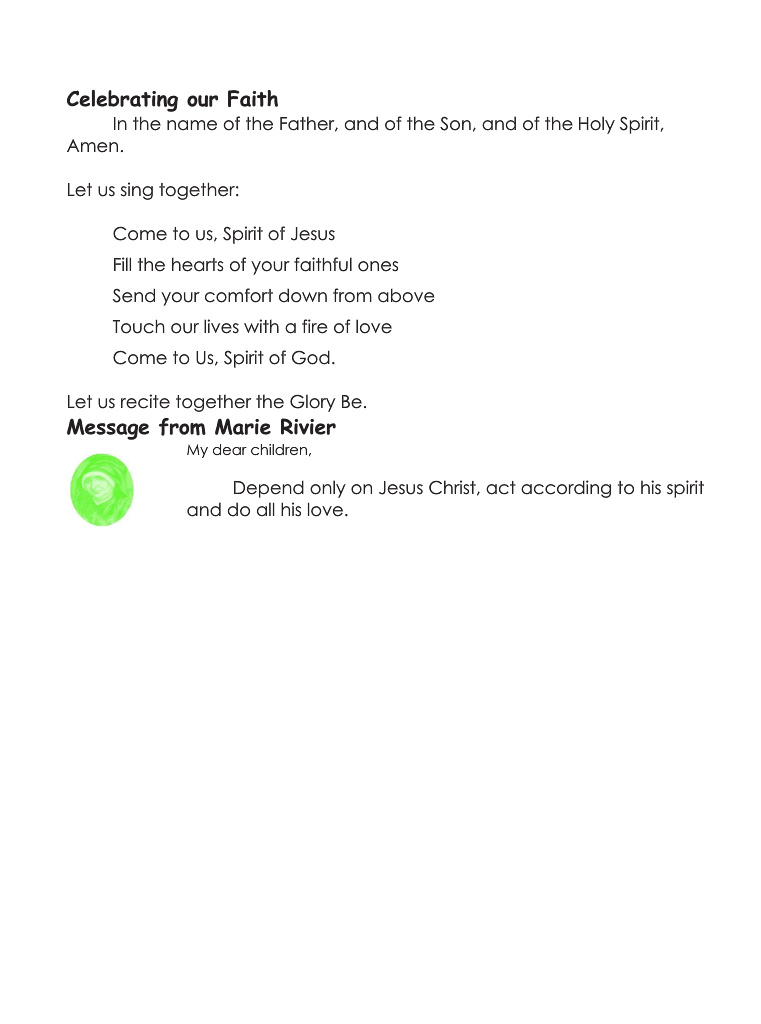 Celebrating our Faith
In the name of the Father, and of the Son, and of the Holy Spirit,
Amen.
Let us sing together:
Come to us, Spirit of Jesus
Fill the hearts of your faithful ones
Send your comfort down from above
Touch our lives with a fire of love
Come to Us, Spirit of God.
Let us recite together the Glory Be.
Message from Marie Rivier
My dear children,
Depend only on Jesus Christ, act according to his spirit
and do all his love.